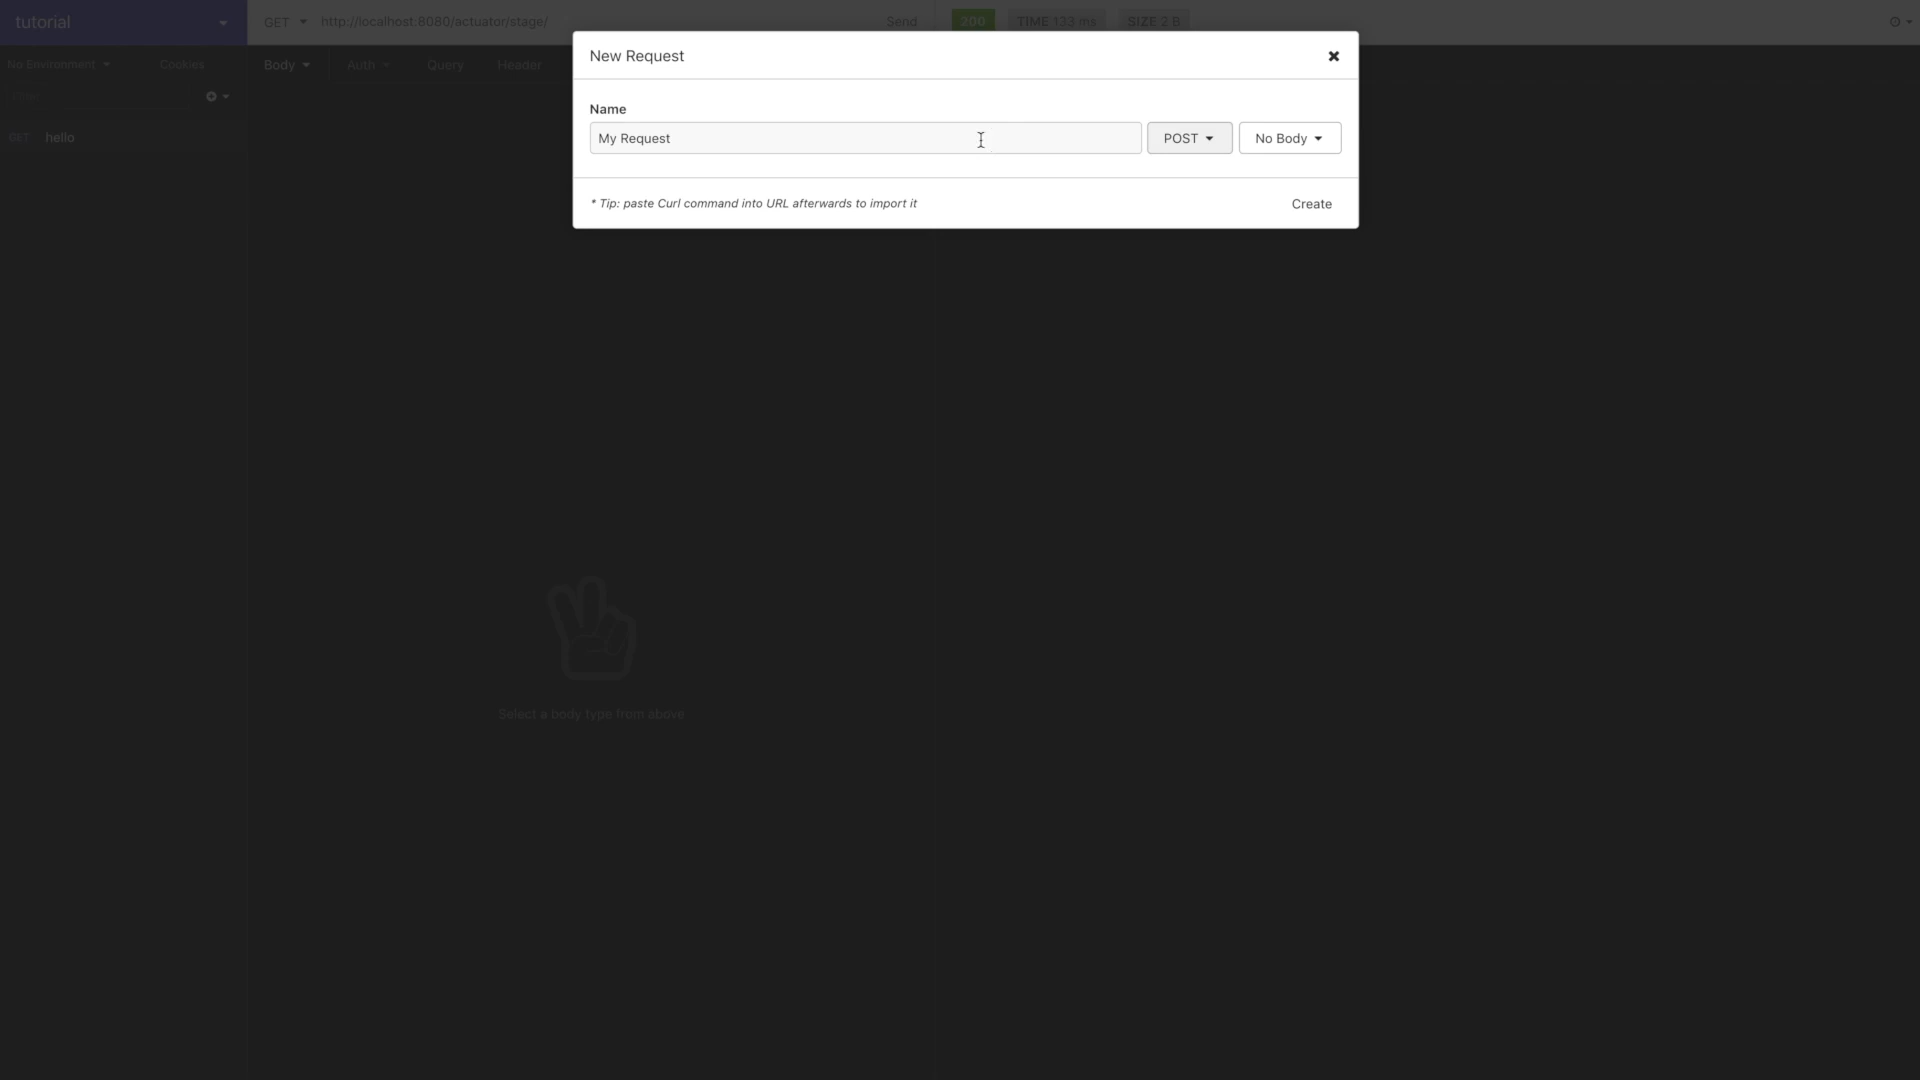 tutorial
GET http://localhost:8080/actuator/stage/ Send 200 TIME 133 ms SIZE 2 B
New Request
No Environment Cookies Body Auth Query Header
Name
GET hello
My Request POST No Body
* Tip: paste Curl command into URL afterwards to import it Create
Select a body type from above